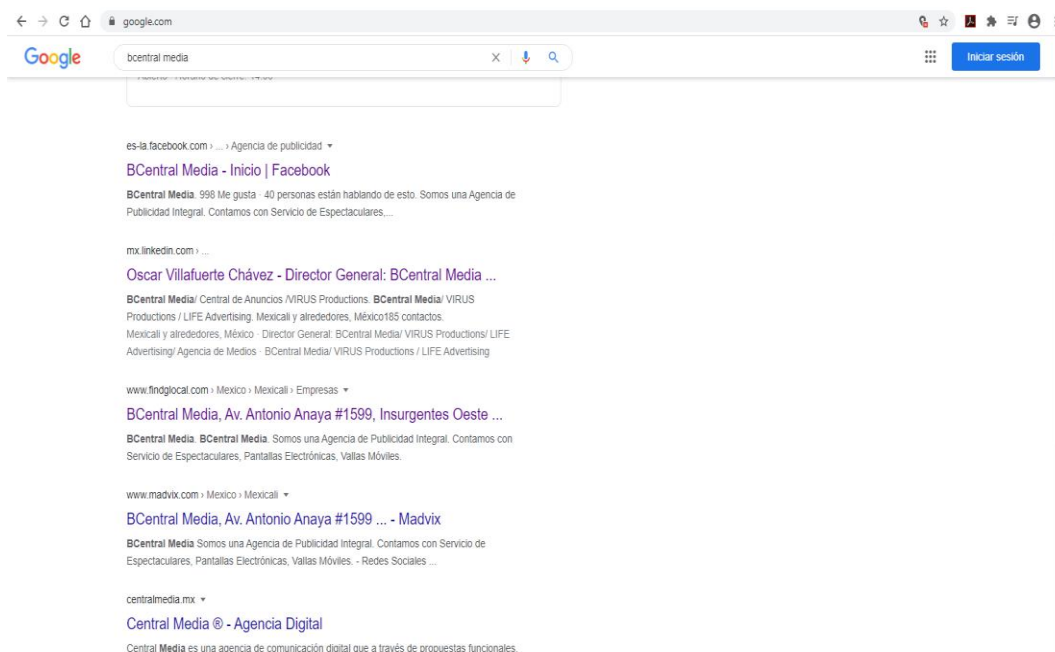 google.com
Google
bcentral media
Iniciar sesión
es-la.facebook.com › ... › Agencia de publicidad
BCentral Media - Inicio | Facebook
BCentral Media. 998 Me gusta · 40 personas están hablando de esto. Somos una Agencia de
Publicidad Integral. Contamos con Servicio de Espectaculares,...
mx.linkedin.com › ...
Oscar Villafuerte Chávez - Director General: BCentral Media ...
BCentral Media/ Central de Anuncios /VIRUS Productions. BCentral Media/ VIRUS
Productions / LIFE Advertising. Mexicali y alrededores, México185 contactos.
Mexicali y alrededores, México · Director General: BCentral Media/ VIRUS Productions/ LIFE
Advertising/ Agencia de Medios · BCentral Media/ VIRUS Productions / LIFE Advertising
www.findglocal.com › Mexico › Mexicali › Empresas
BCentral Media, Av. Antonio Anaya #1599, Insurgentes Oeste ...
BCentral Media. BCentral Media. Somos una Agencia de Publicidad Integral. Contamos con
Servicio de Espectaculares, Pantallas Electrónicas, Vallas Móviles.
www.madvix.com › Mexico › Mexicali
BCentral Media, Av. Antonio Anaya #1599 ... - Madvix
BCentral Media Somos una Agencia de Publicidad Integral. Contamos con Servicio de
Espectaculares, Pantallas Electrónicas, Vallas Móviles. - Redes Sociales ...
centralmedia.mx
Central Media ® - Agencia Digital
Central Media es una agencia de comunicación digital que a través de propuestas funcionales,